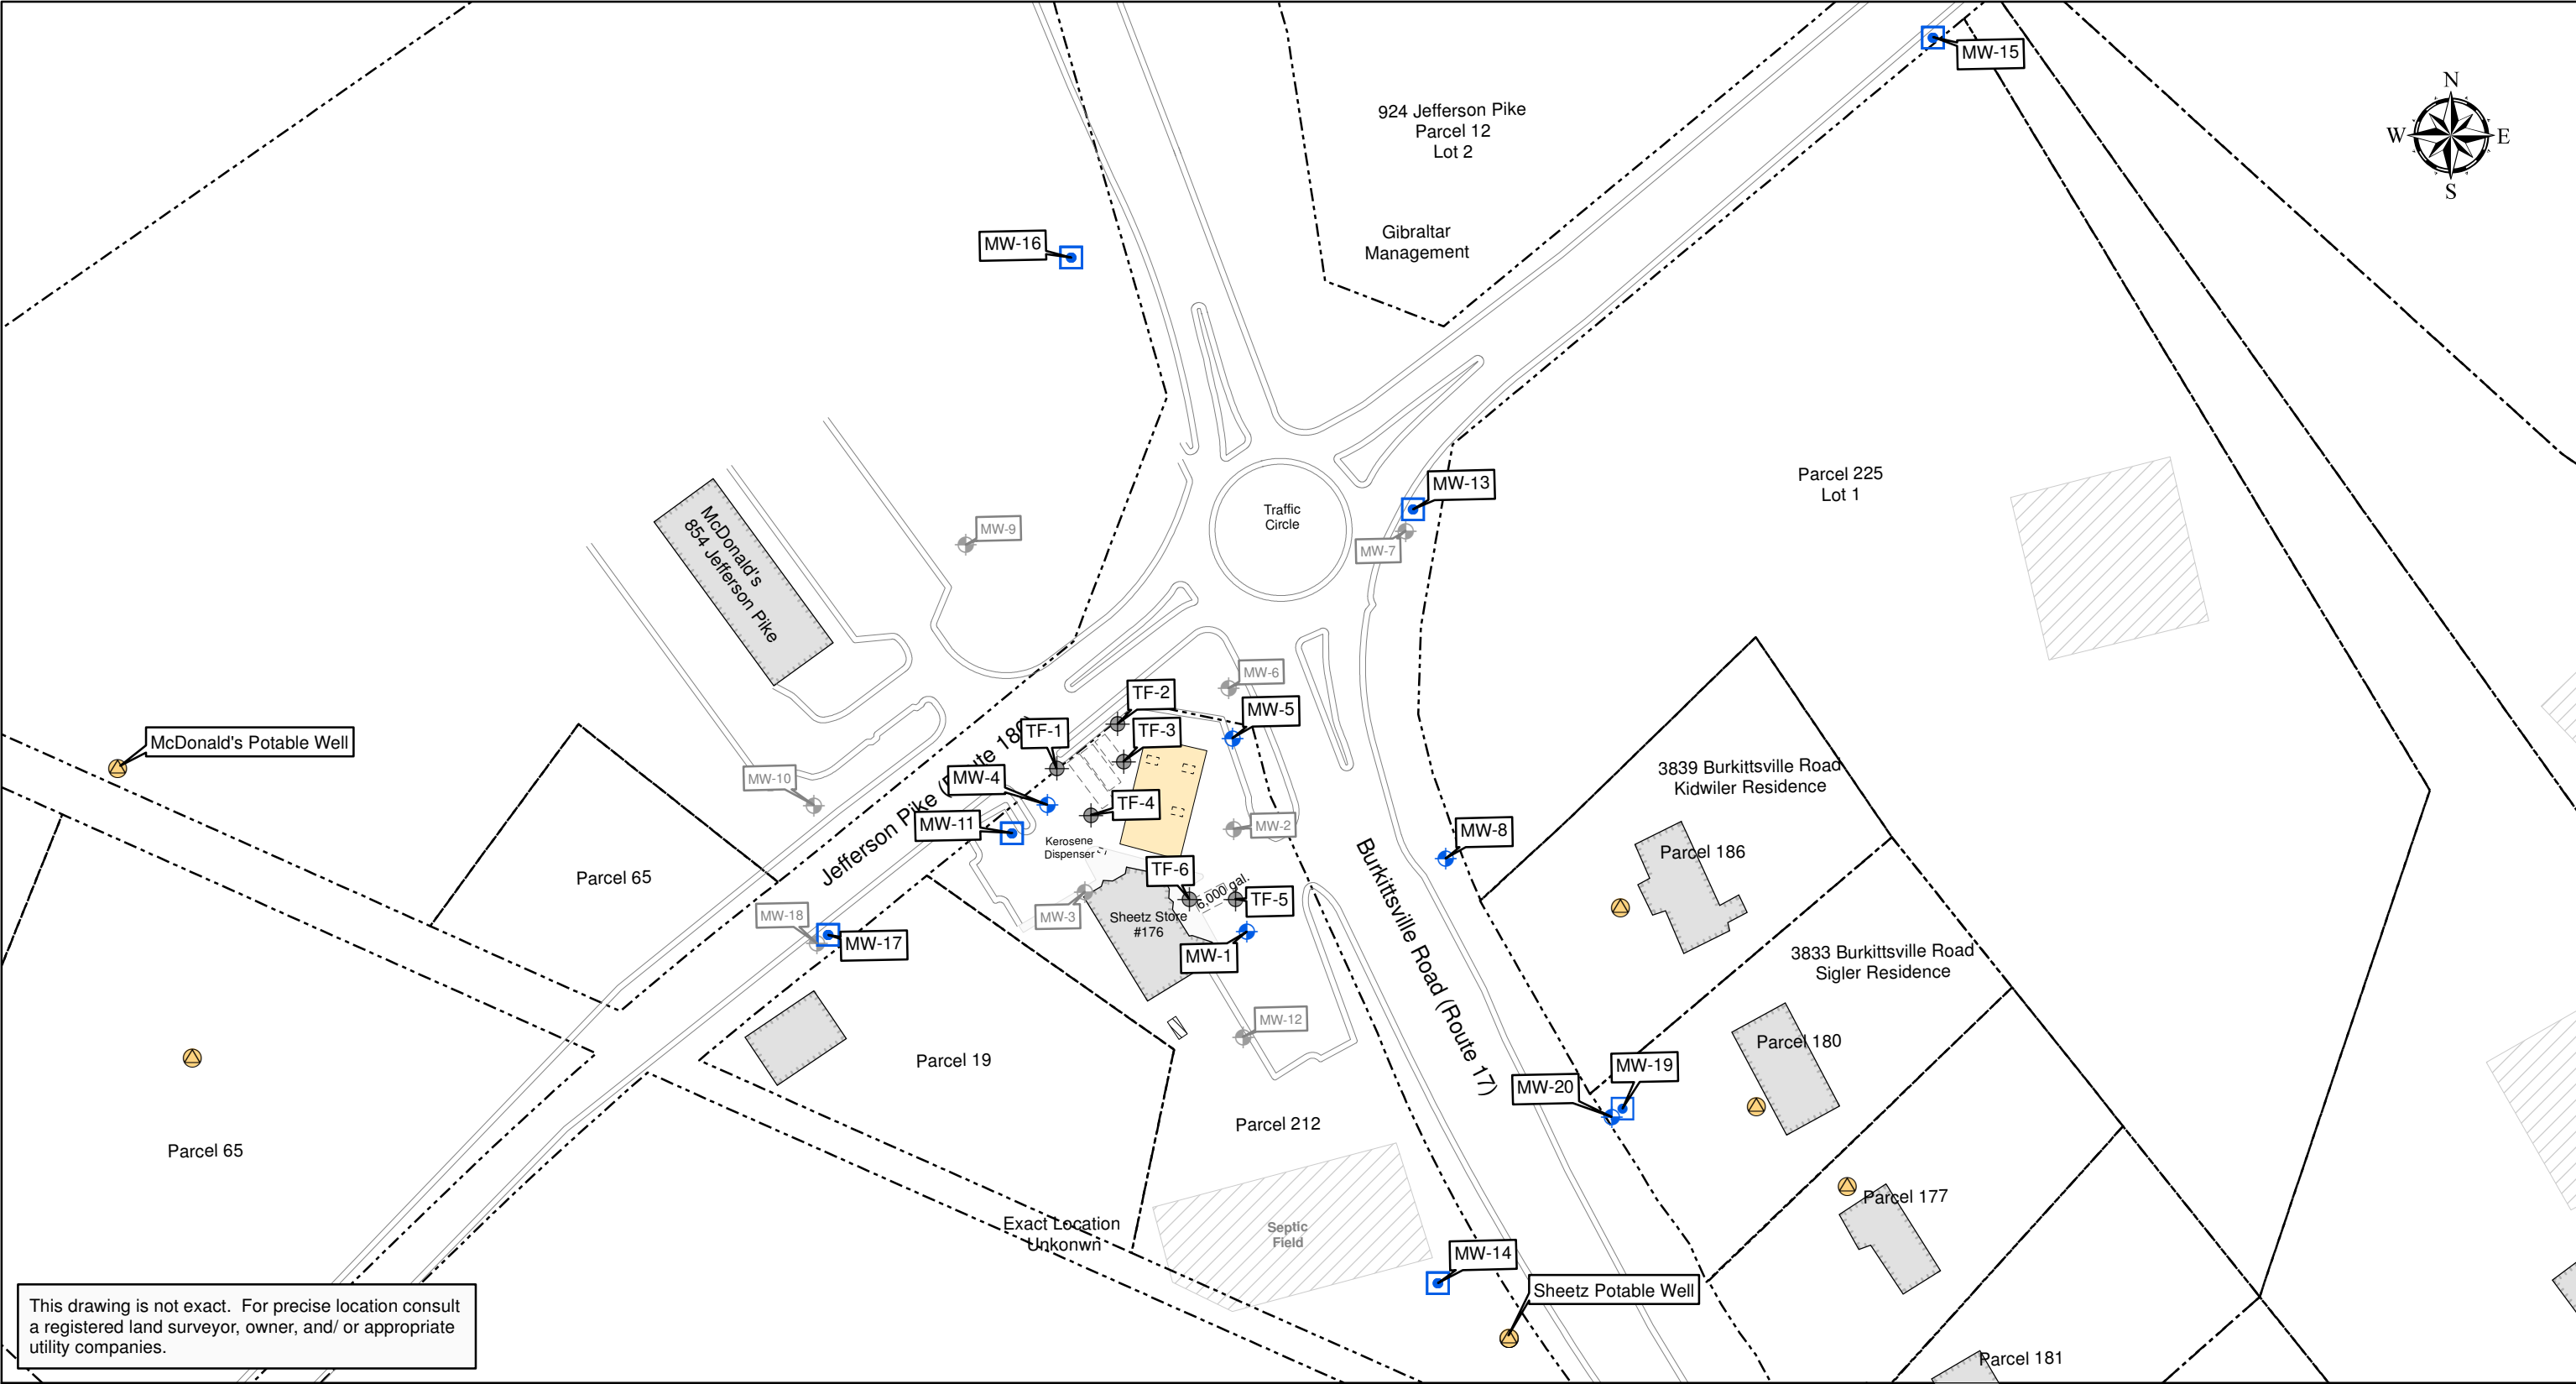 MW-15
N
W
E
S
924 Jefferson Pike
Parcel 12
Lot 2
Gibraltar
Management
MW-16
Parcel 225
Lot 1
MW-13
MW-7
Traffic
Circle
MW-9
McDonald's
854 Jefferson Pike
MW-6
TF-2
MW-5
TF-1
TF-3
McDonald's Potable Well
MW-10
MW-4
TF-4
MW-11
MW-2
Jefferson Pike (Route 180)
Kerosene
Dispenser
MW-8
3839 Burkittsville Road
Kidwiler Residence
Parcel 186
Parcel 65
TF-6
6,000 gal.
TF-5
MW-18
MW-17
MW-3
Sheetz Store
#176
MW-1
Burkittsville Road (Route 17)
3833 Burkittsville Road
Sigler Residence
MW-12
Parcel 180
Parcel 19
MW-19
MW-20
Parcel 212
Parcel 65
Parcel 177
Exact Location
Unkonwn
Septic
Field
MW-14
Sheetz Potable Well
This drawing is not exact.  For precise location consult
a registered land surveyor, owner, and/ or appropriate
utility companies.
Parcel 181